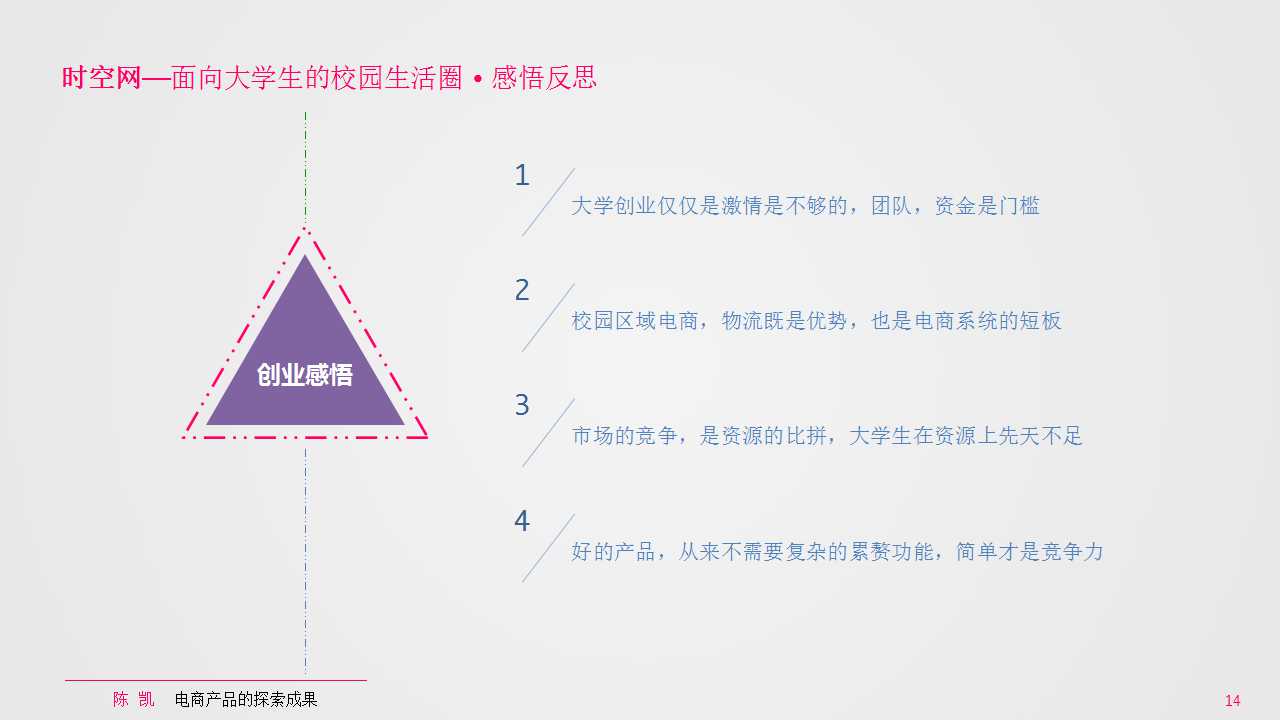 时空网—面向大学生的校园生活圈 • 感悟反思
1
大学创业仅仅是激情是不够的，团队，资金是门槛
2
校园区域电商，物流既是优势，也是电商系统的短板
创业感悟
3
市场的竞争，是资源的比拼，大学生在资源上先天不足
4
好的产品，从来不需要复杂的累赘功能，简单才是竞争力
陈 凯 电商产品的探索成果
14